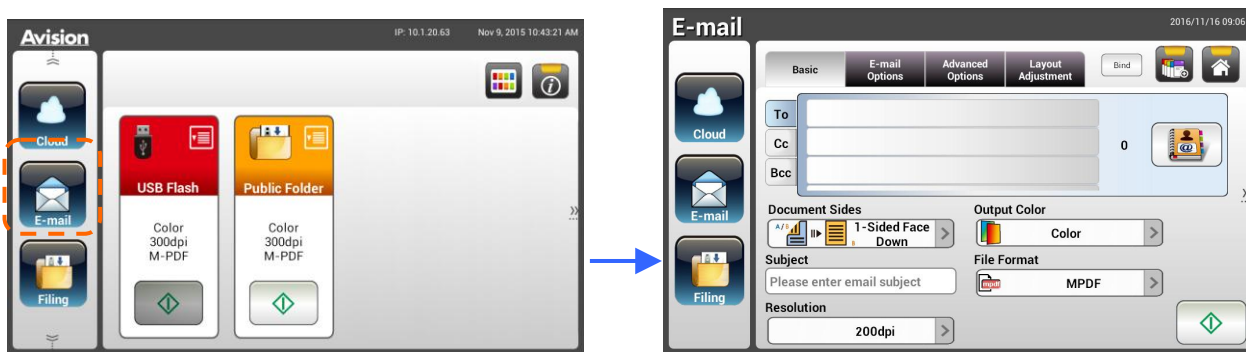 Avision
IP: 10.1.20.63 Nov 9, 2015 10:43:21 AM
Cloud
E-mail
Filing
USB Flash
Color
300dpi
M-PDF
Public Folder
Color
300dpi
M-PDF
E-mail
2016/11/16 09:06
Cloud
E-mail
Filing
Basic
E-mail
Options
Advanced
Options
Layout
Adjustment
Bind
To
Cc
Bcc
0
Document Sides
1-Sided Face
Down
Output Color
Color
Subject
Please enter email subject
File Format
MPDF
Resolution
200dpi